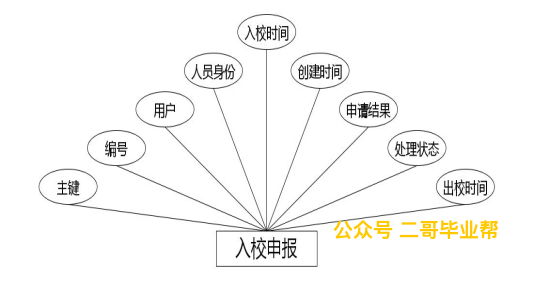 入校时间
人员身份
创建时间
用户
申请结果
编号
处理状态
主键
出校时间
公众号 二哥毕业帮
入校申报